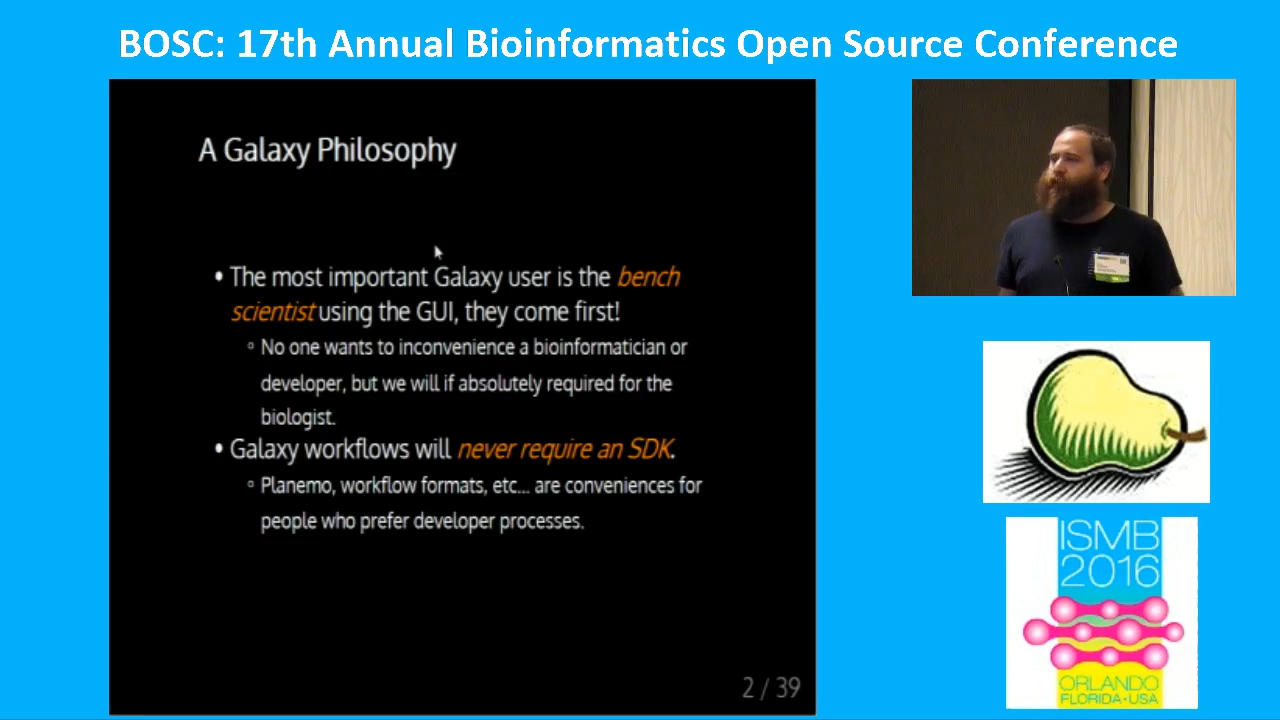 BOSC: 17th Annual Bioinformatics Open Source Conference
A Galaxy Philosophy
• The most important Galaxy user is the bench
scientist using the GUI, they come first!
◦ No one wants to inconvenience a bioinformatician or
developer, but we will if absolutely required for the
biologist.
• Galaxy workflows will never require an SDK.
◦ Planemo, workflow formats, etc... are conveniences for
people who prefer developer processes.
2 / 39
ISMB
2016
ORLANDO
FLORIDA • USA